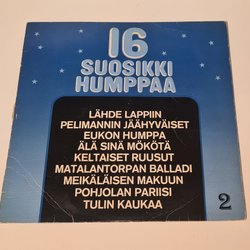 16
SUOSIKKI
HUMPPAA
LÄHDE LAPPIIN
PELIMANNIN JÄÄHYVÄISET
EUKON HUMPPA
ÄLÄ SINÄ MÖKÖTÄ
KELTAISET RUUSUT
MATALANTORPAN BALLADI
MEIKÄLÄISEN MAKUUN
POHJOLAN PARIISI
TULIN KAUKAA
2